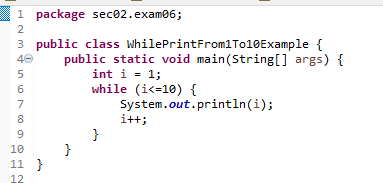 1 package sec02.exam06;
2
3 public class WhilePrintFrom1To10Example {
4     public static void main(String[] args) {
5         int i = 1;
6         while (i<=10) {
7             System.out.println(i);
8             i++;
9         }
10     }
11 }
12